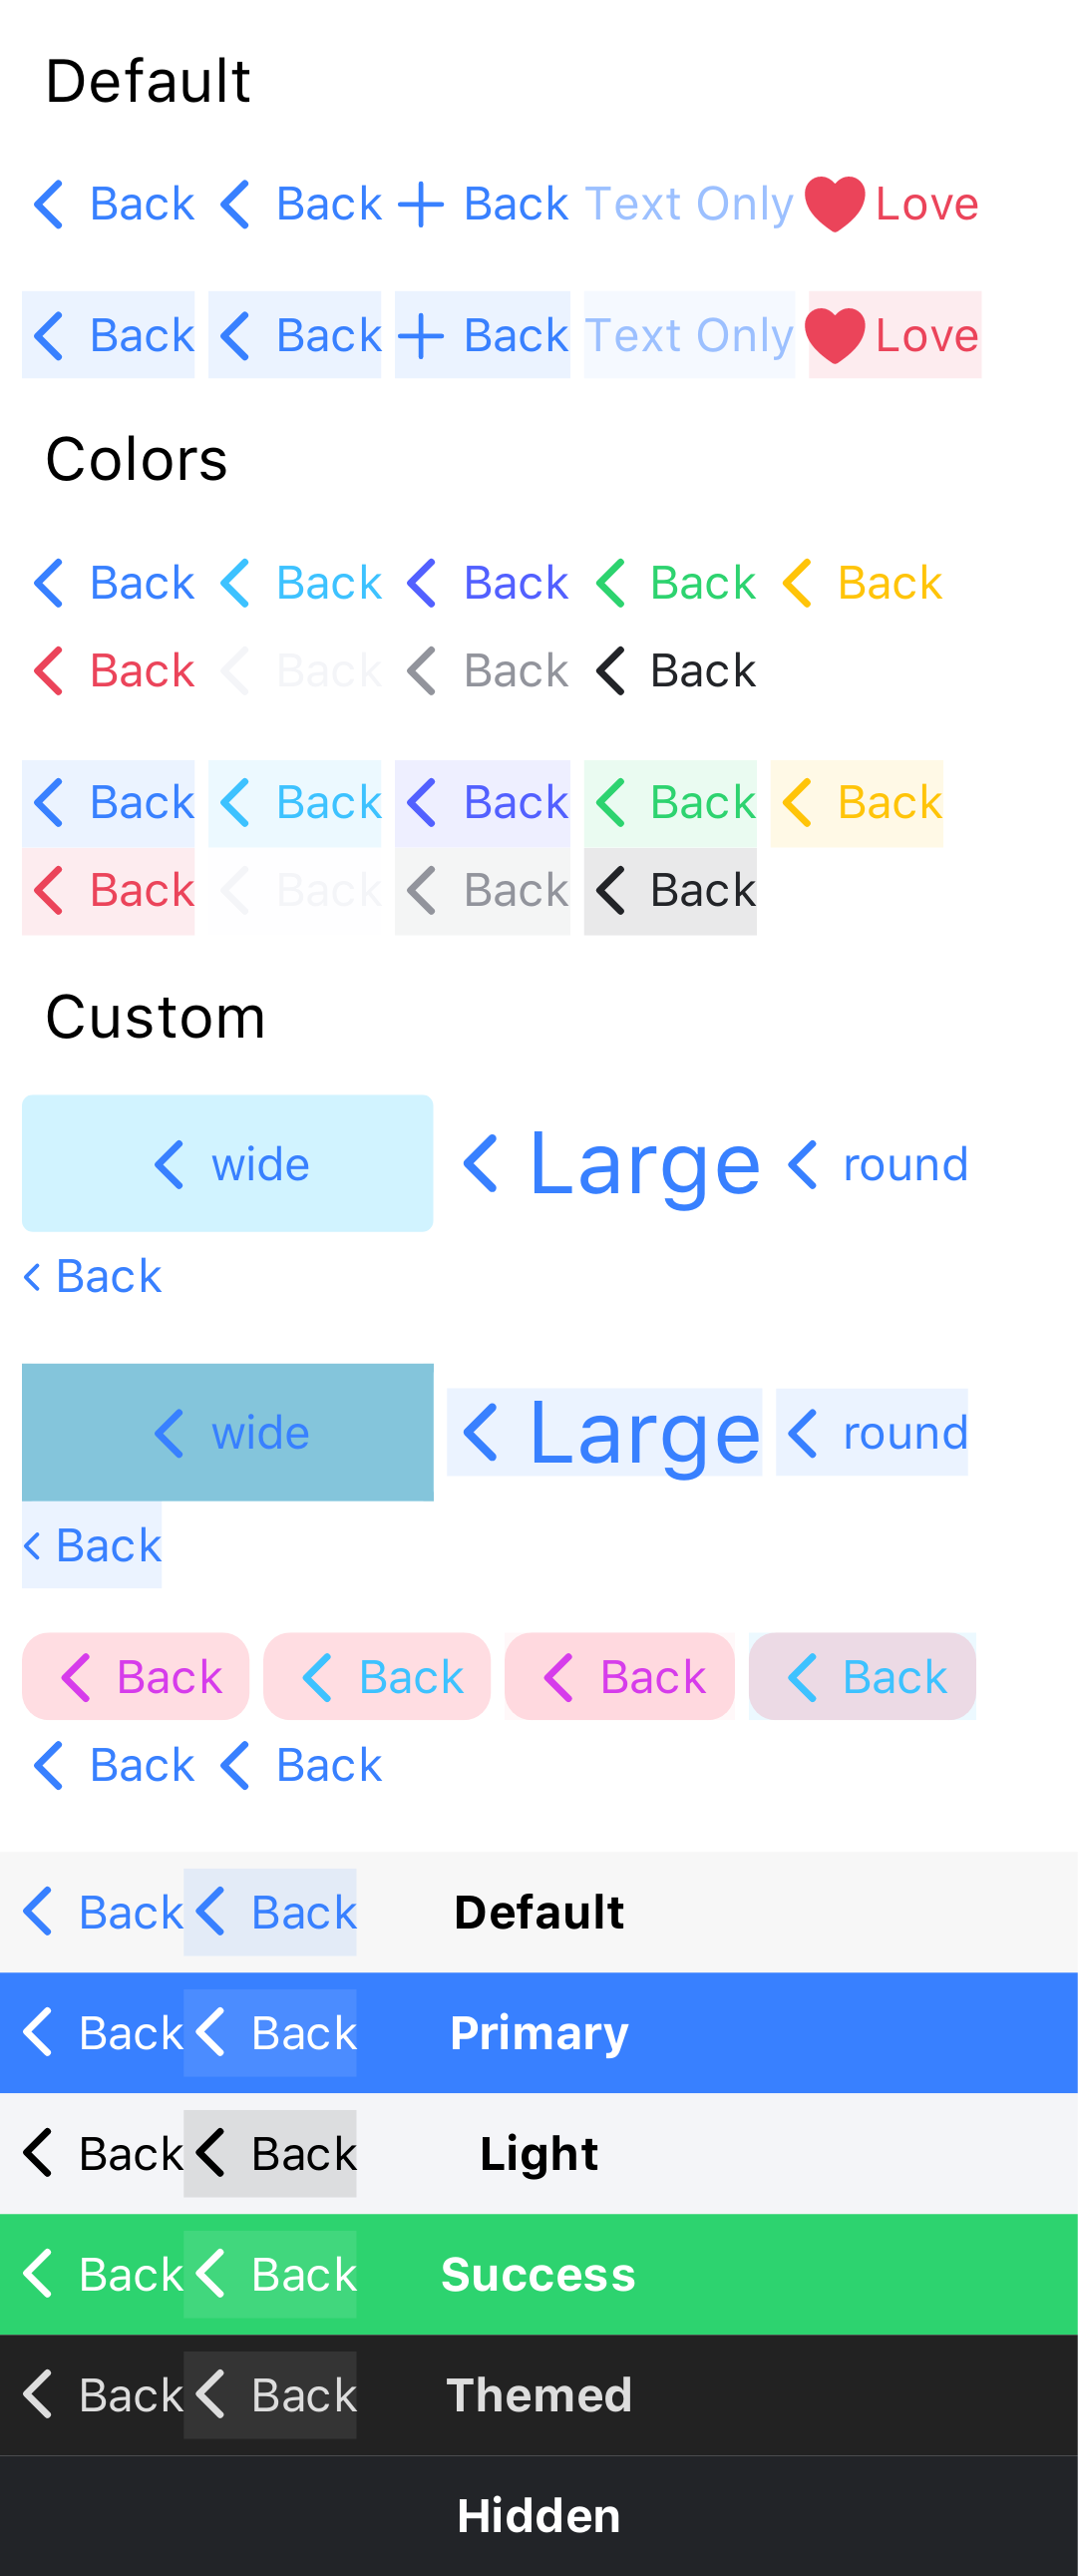 Default
Back Back Back Text Only Love
Back Back Back Text Only Love
Colors
Back Back Back Back Back
Back Back Back Back
Back Back Back Back Back
Back Back Back Back
Custom
wide Large round
Back
wide Large round
Back
Back Back Back Back
Back Back
Back Back Default
Back Back Primary
Back Back Light
Back Back Success
Back Back Themed
Hidden